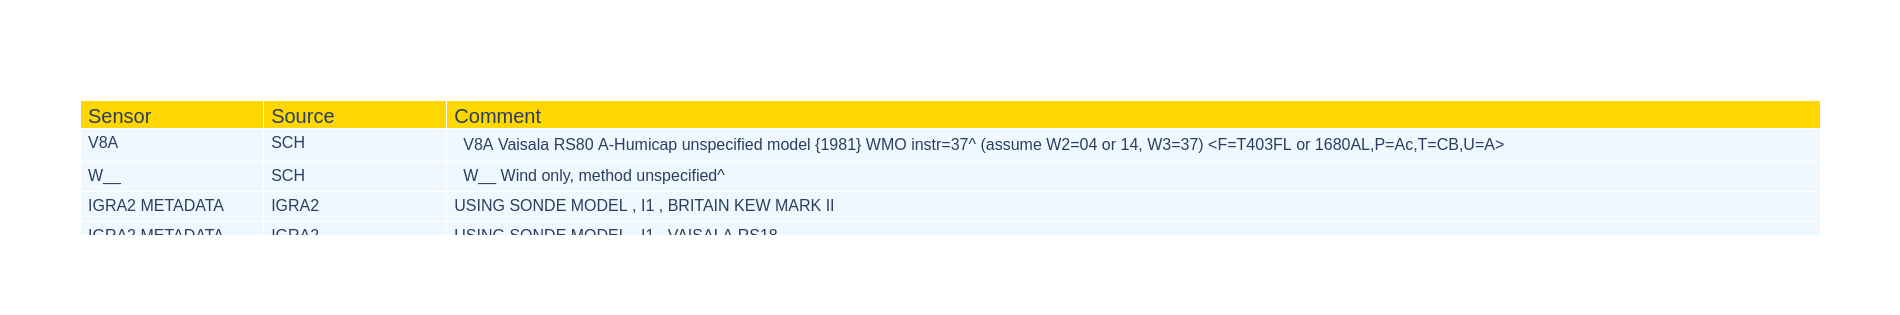 Sensor Source Comment
V8A SCH V8A Vaisala RS80 A-Humicap unspecified model {1981} WMO instr=37^ (assume W2=04 or 14, W3=37) <F=T403FL or 1680AL,P=Ac,T=CB,U=A>
W__ SCH W__ Wind only, method unspecified^
IGRA2 METADATA IGRA2 USING SONDE MODEL , I1 , BRITAIN KEW MARK II
IGRA2 METADATA IGRA2 USING SONDE MODEL , I1 , VAISALA RS18